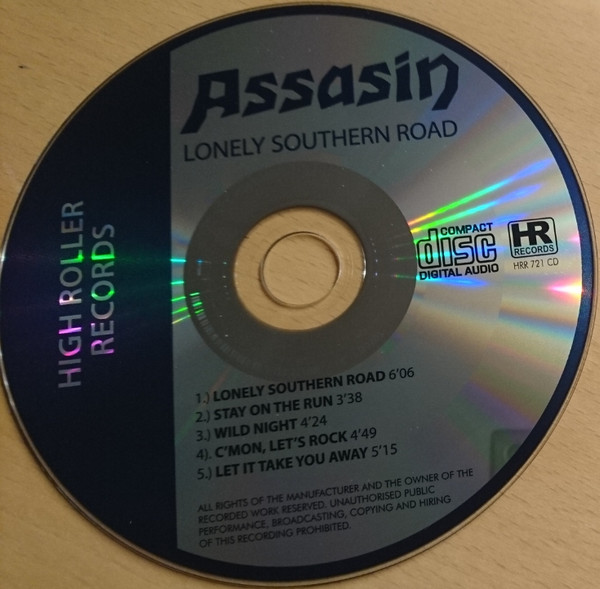 Assasin
LONELY SOUTHERN ROAD
HIGH ROLLER
RECORDS
COMPACT
disc
DIGITAL AUDIO
HR
RECORDS
HRR 721 CD
1.) LONELY SOUTHERN ROAD 6'06
2.) STAY ON THE RUN 3'38
3.) WILD NIGHT 4'24
4). C'MON, LET'S ROCK 4'49
5.) LET IT TAKE YOU AWAY 5'15
ALL RIGHTS OF THE MANUFACTURER AND THE OWNER OF THE
RECORDED WORK RESERVED. UNAUTHORISED PUBLIC
PERFORMANCE, BROADCASTING, COPYING AND HIRING
OF THIS RECORDING PROHIBITED.